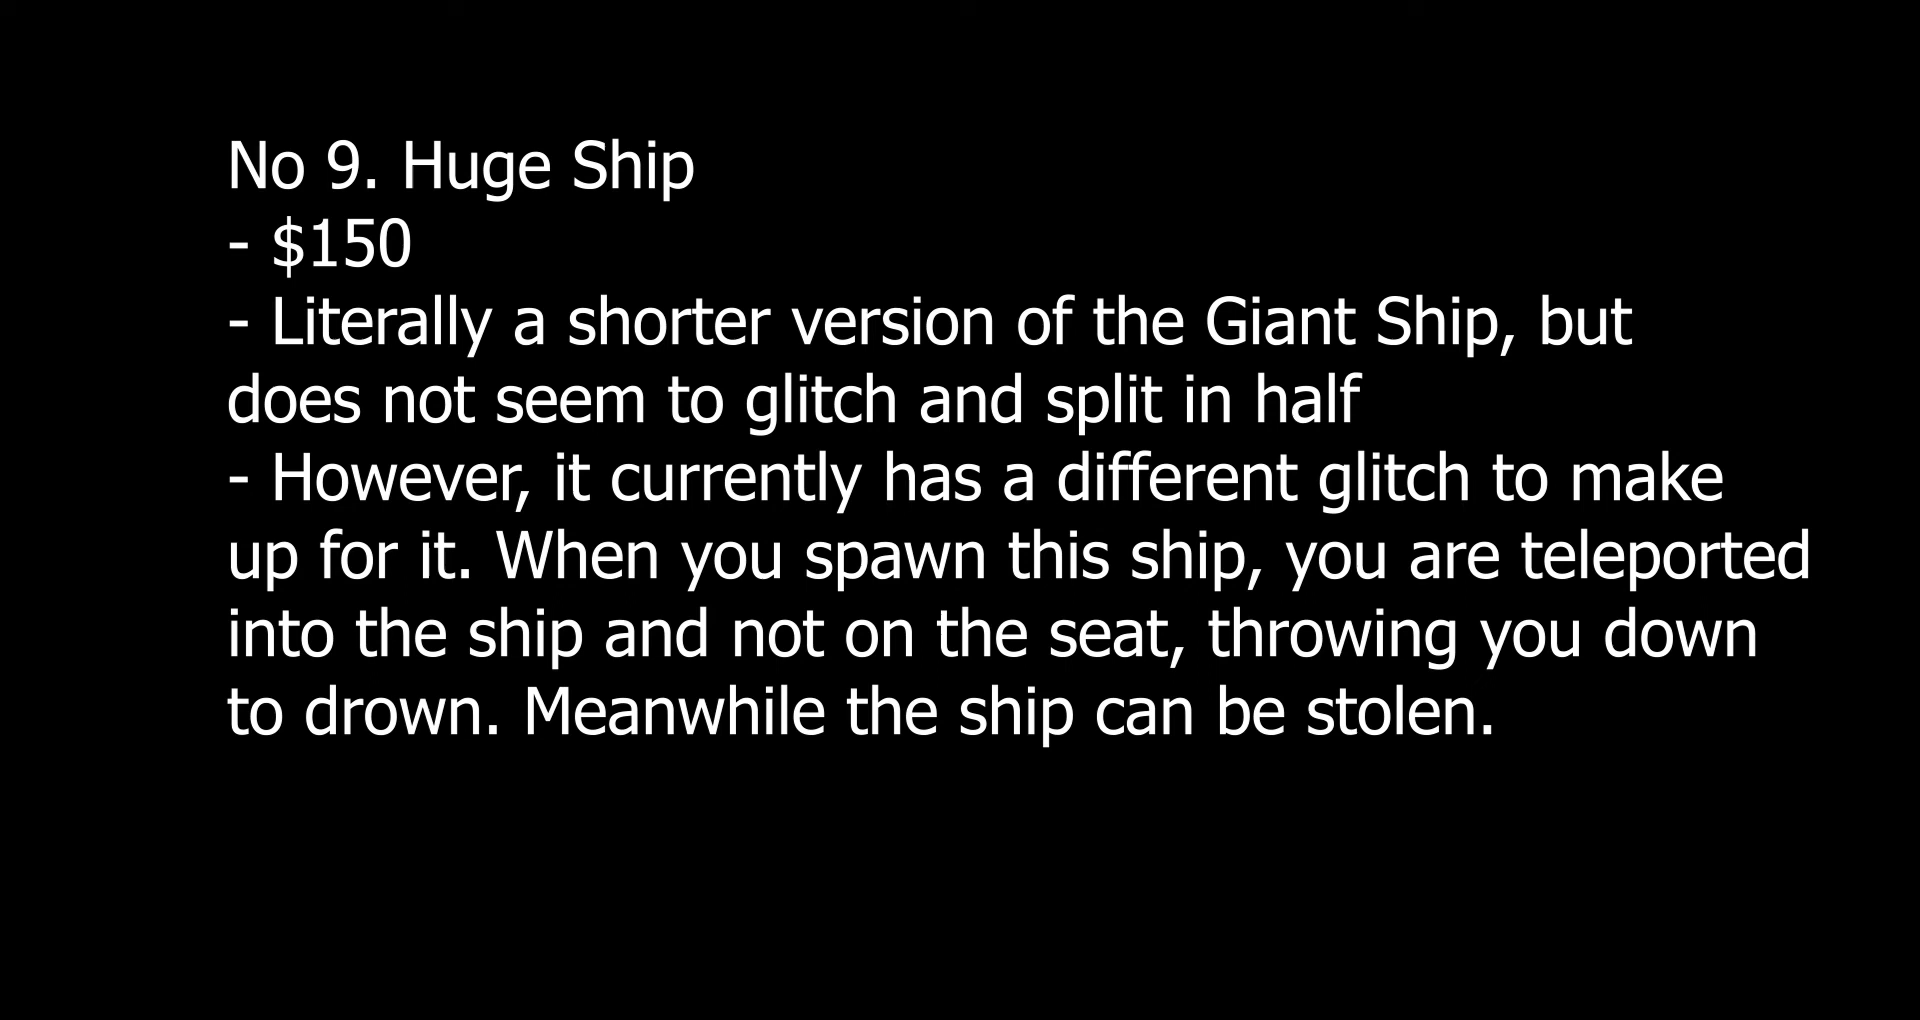 No 9. Huge Ship
- $150
- Literally a shorter version of the Giant Ship, but
does not seem to glitch and split in half
- However, it currently has a different glitch to make
up for it. When you spawn this ship, you are teleported
into the ship and not on the seat, throwing you down
to drown. Meanwhile the ship can be stolen.